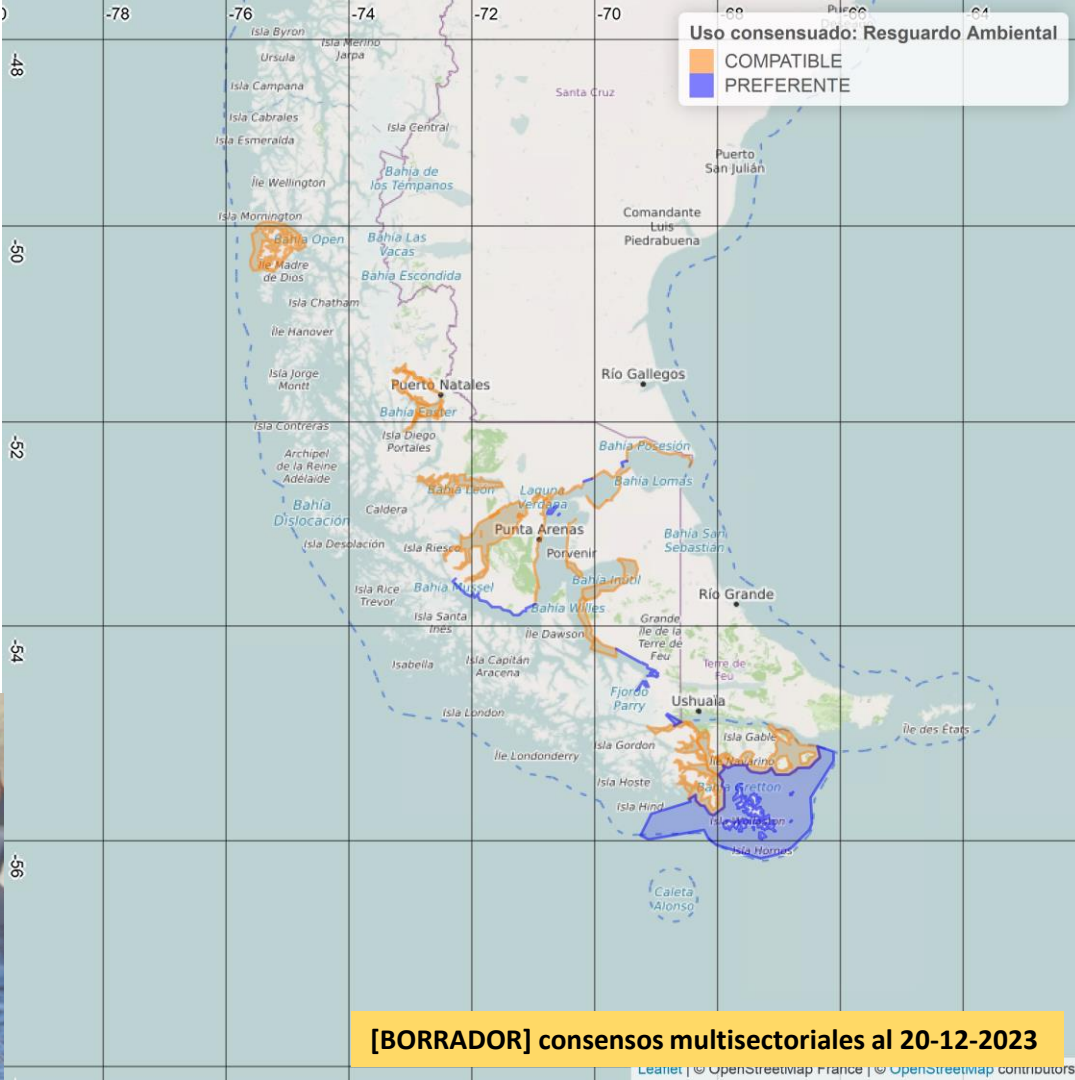 -78
-76
-74
-72
-70
-68
-66
-64
Uso consensuado: Resguardo Ambiental
COMPATIBLE
PREFERENTE
Isla Byron
Isla Merino
Jarpa
Ursula
-48
Isla Campana
Santa Cruz
Isla Cabrales
Isla Central
Isla Esmeralda
Puerto
San Julián
Bahía de
los Témpanos
Île Wellington
Isla Mornington
Comandante
Luis
Piedrabuena
-50
Bahía Open
Bahía Las
Vacas
Île Madre
de Dios
Bahía Escondida
Isla Chatham
Île Hanover
Isla Jorge
Montt
Puerto Natales
Río Gallegos
Bahía Easter
Isla Contreras
Isla Diego
Portales
-52
Bahía Posesión
Archipel
de la Reine
Adélaïde
Bahía Lomas
Bahía León
Laguna
Verdana
Bahía
Dislocación
Caldera
Punta Arenas
Bahía San
Sebastián
Isla Desolación
Isla Riesco
Porvenir
Bahía Mussel
Bahía Inútil
Isla Rice
Trevor
Río Grande
Isla Santa
Inés
Bahía Willes
Grande
île de la
Terre de
Feu
Île Dawson
-54
Isabella
Isla Capitán
Aracena
Terre de
Feu
Fjordo
Parry
Ushuaïa
Isla London
Île des États
Isla Gordon
Isla Gable
Île Londonderry
Île Navarino
Isla Hoste
Bahía Gretton
Isla Hind
Isla Wollaston
Isla Hornos
-56
Caleta
Alonso
[BORRADOR] consensos multisectoriales al 20-12-2023
Leaflet | © OpenStreetMap France | © OpenStreetMap contributors